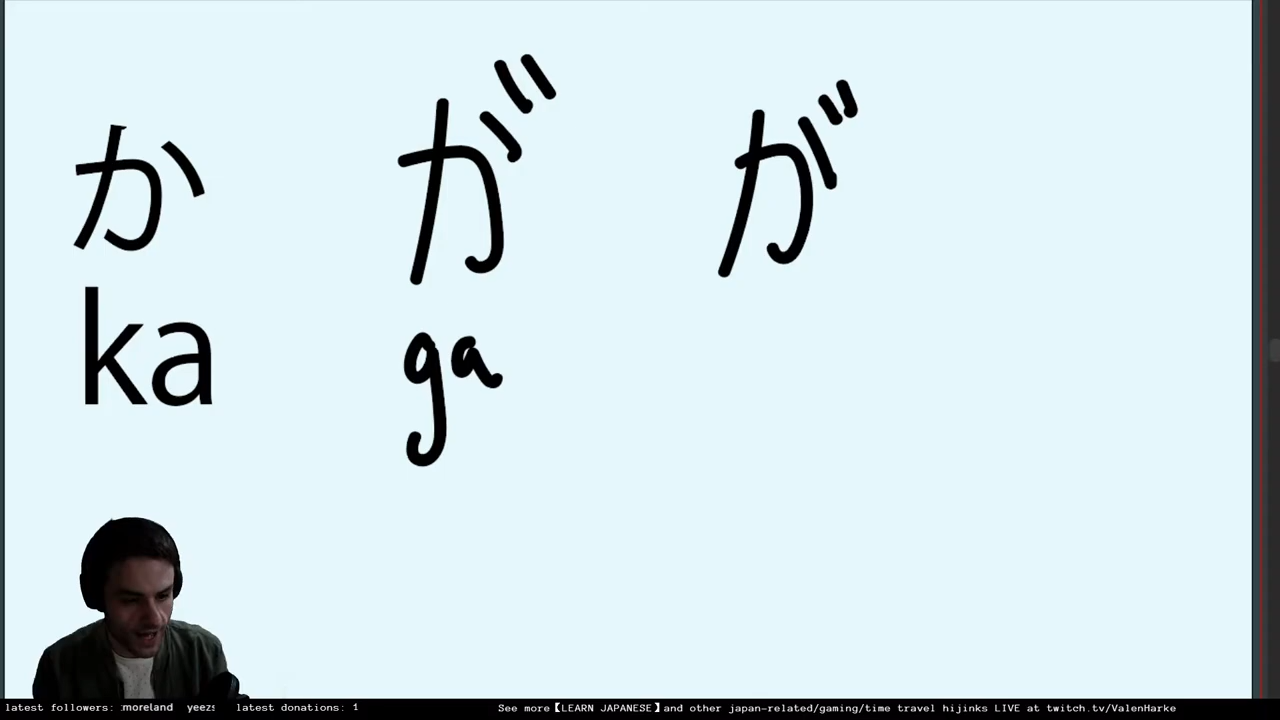 か が が
ka ga
latest followers: moreland yeezs latest donations: 1 See more【LEARN JAPANESE】and other japan-related/gaming/time travel hijinks LIVE at twitch.tv/ValenHarke